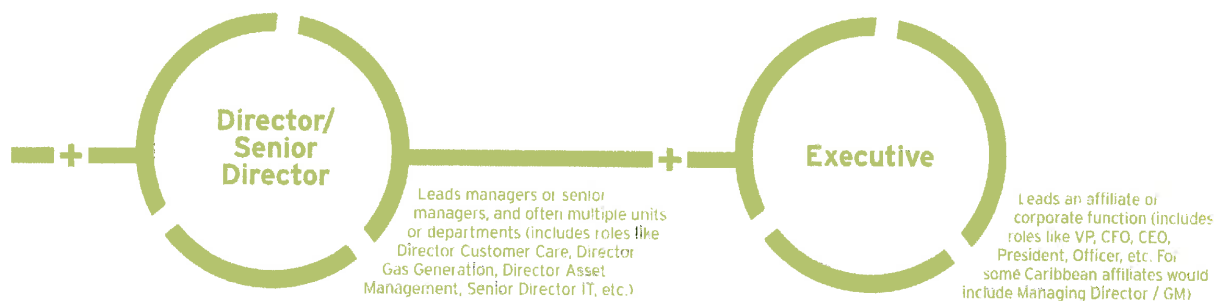 Director/
Senior
Director
Leads managers or senior
managers, and often multiple units
or departments (includes roles like
Director Customer Care, Director
Gas Generation, Director Asset
Management, Senior Director IT, etc.)
Executive
Leads an affiliate or
corporate function (includes
roles like VP, CFO, CEO,
President, Officer, etc. For
some Caribbean affiliates would
include Managing Director / GM)